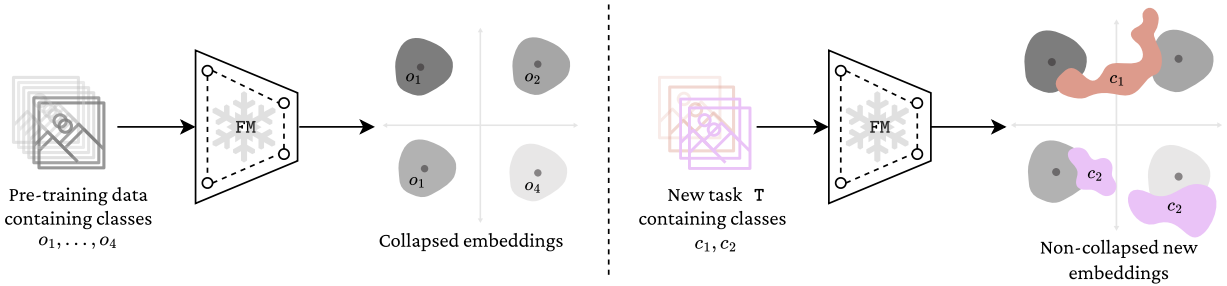 Pre-training data
containing classes
o₁, . . . , o₄
FM
o₁
o₂
o₁
o₄
Collapsed embeddings
New task T
containing classes
c₁, c₂
FM
c₁
c₂
c₂
Non-collapsed new
embeddings